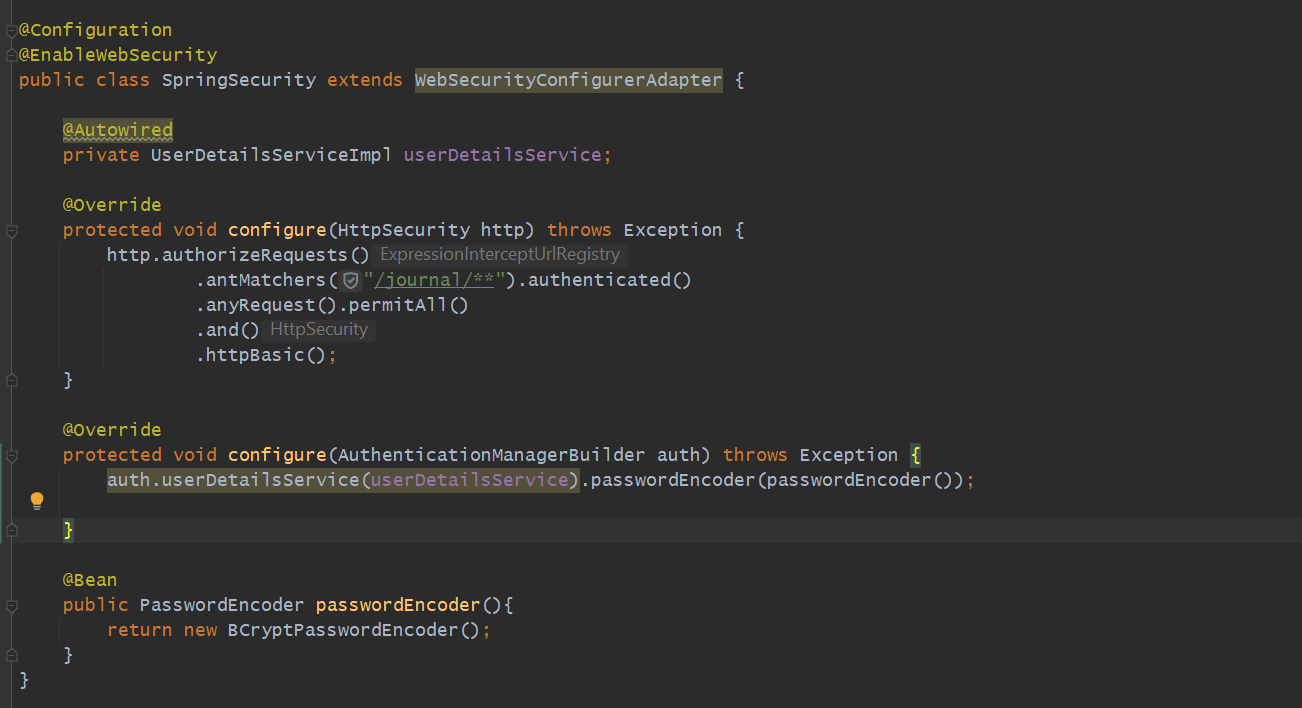 @Configuration
@EnableWebSecurity
public class SpringSecurity extends WebSecurityConfigurerAdapter {
@Autowired
private UserDetailsServiceImpl userDetailsService;
@Override
protected void configure(HttpSecurity http) throws Exception {
http.authorizeRequests() ExpressionInterceptUrlRegistry
.antMatchers("/journal/**").authenticated()
.anyRequest().permitAll()
.and() HttpSecurity
.httpBasic();
}
@Override
protected void configure(AuthenticationManagerBuilder auth) throws Exception {
auth.userDetailsService(userDetailsService).passwordEncoder(passwordEncoder());
}
@Bean
public PasswordEncoder passwordEncoder(){
return new BCryptPasswordEncoder();
}
}